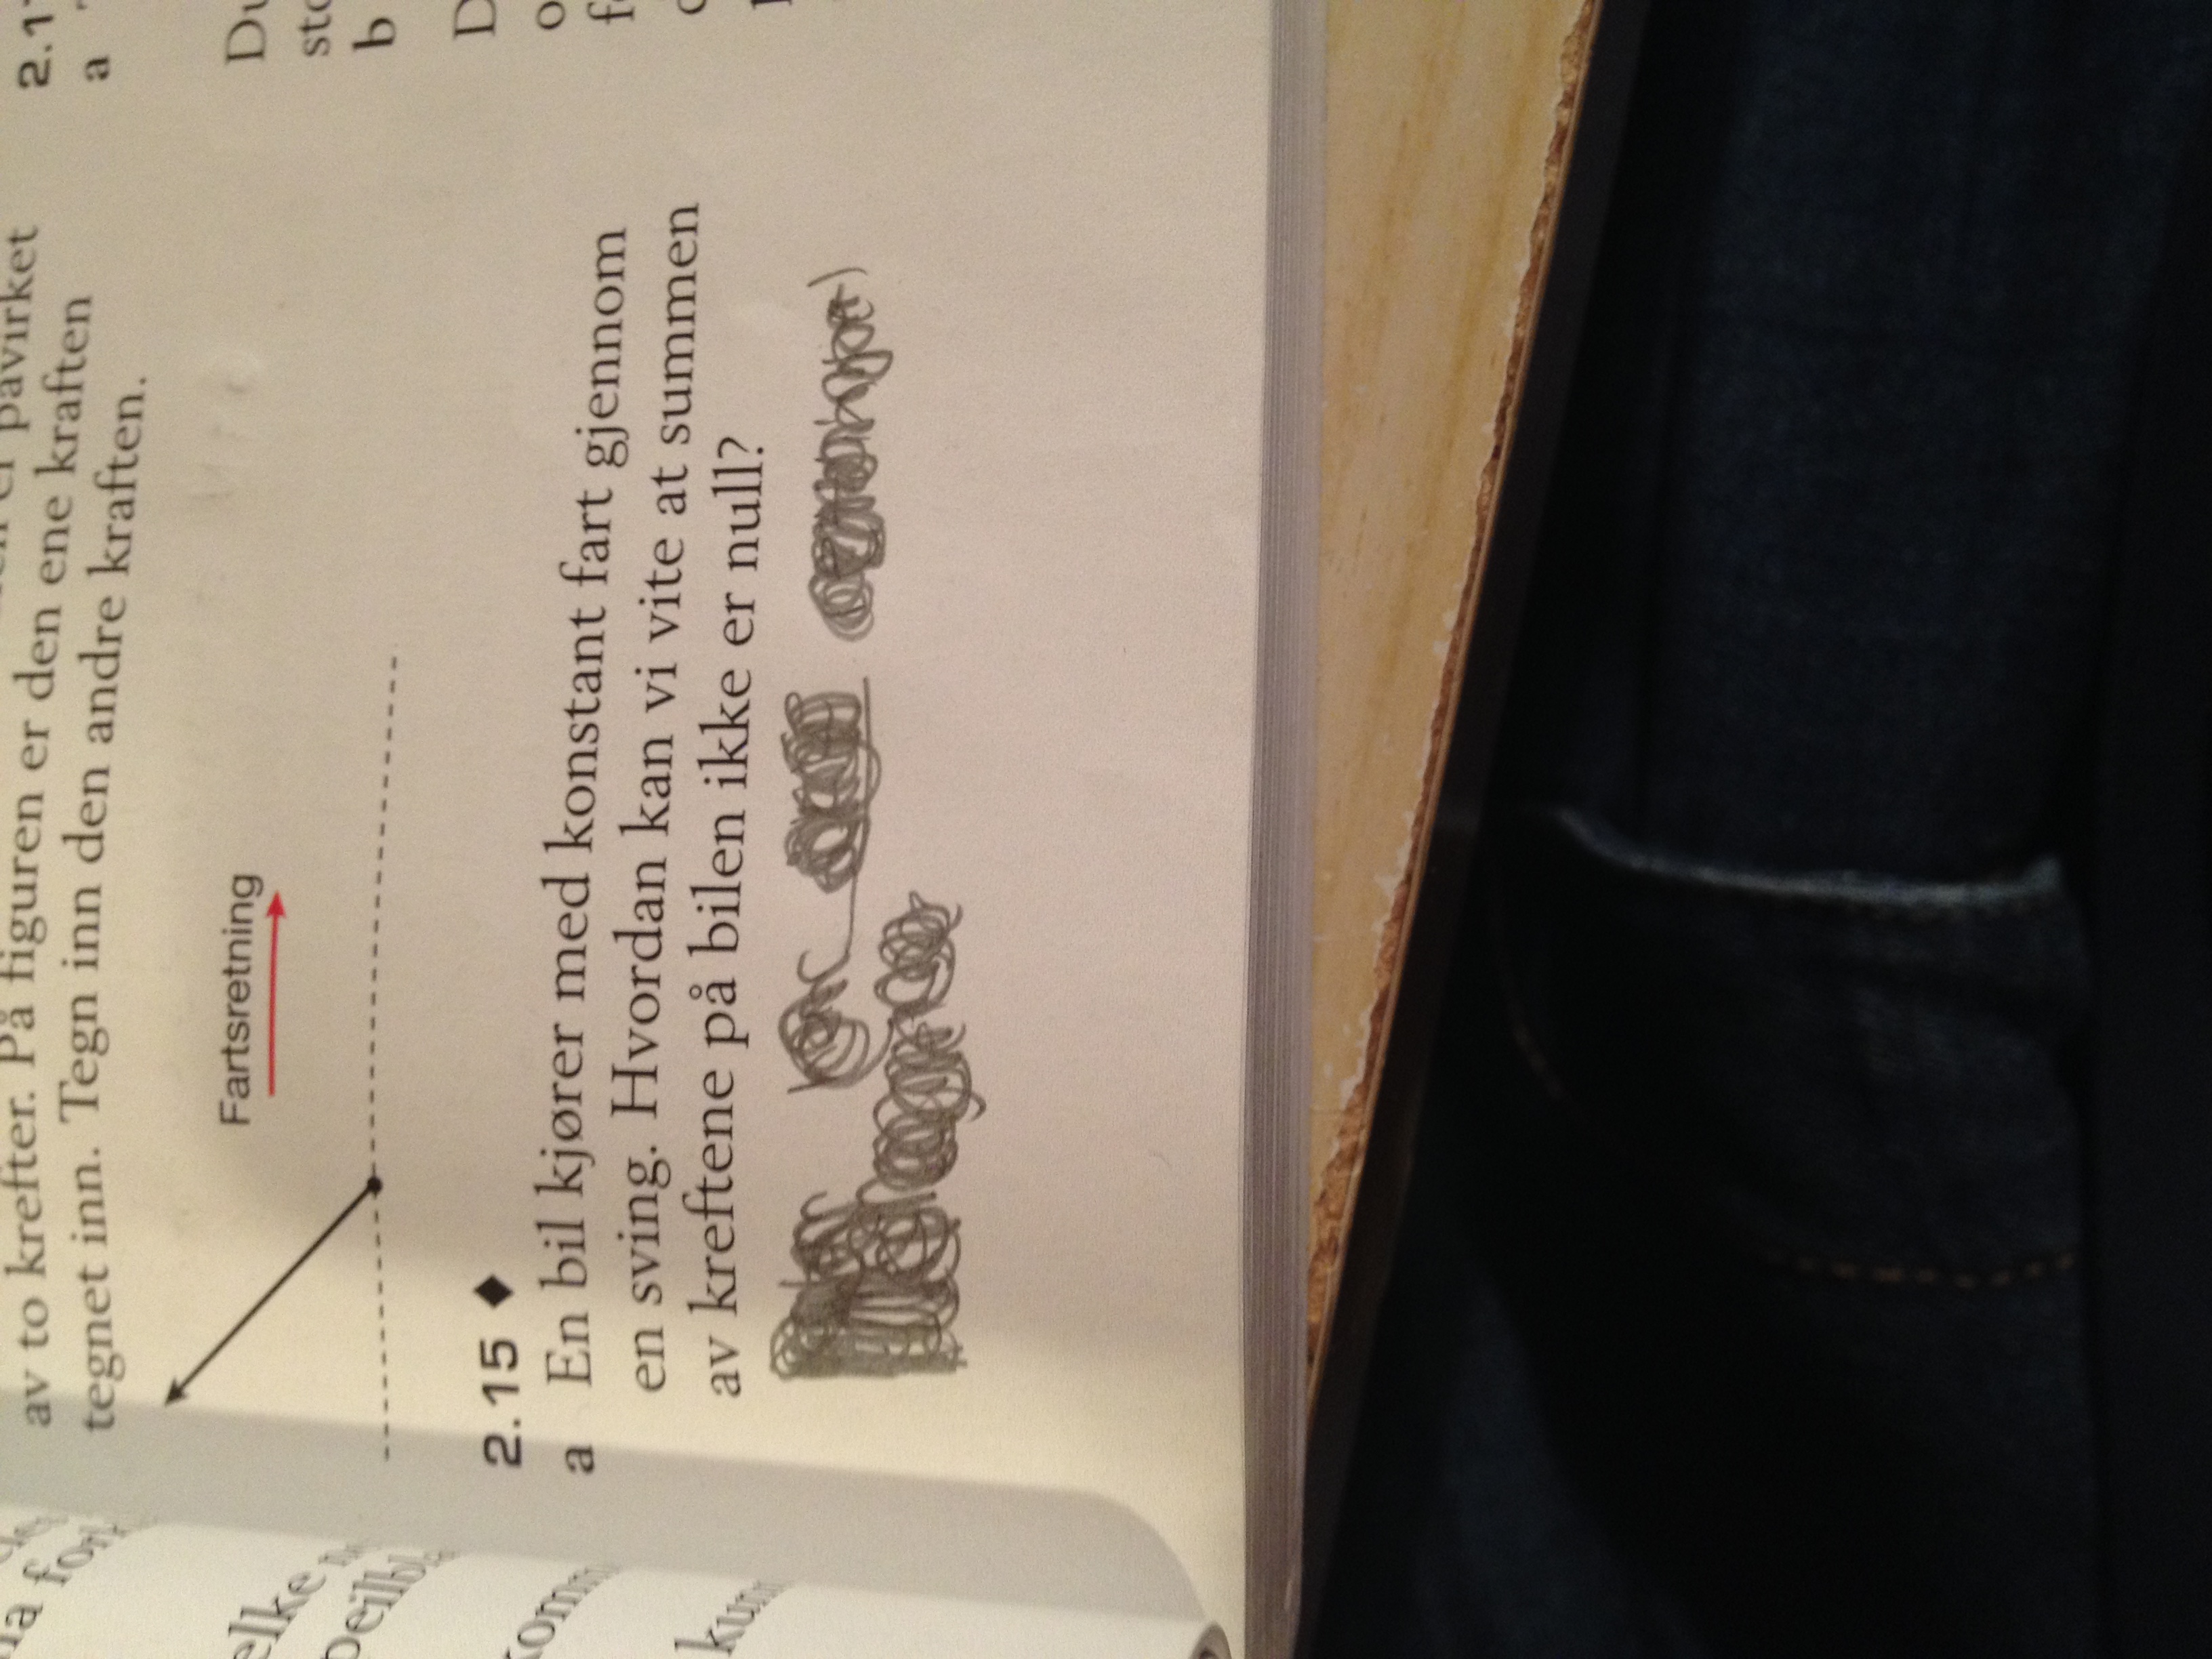 av to krefter. På figuren er den ene kraften
tegnet inn. Tegn inn den andre kraften.
Fartsretning
2.15 ◆
a En bil kjører med konstant fart gjennom
en sving. Hvordan kan vi vite at summen
av kreftene på bilen ikke er null?
a
b